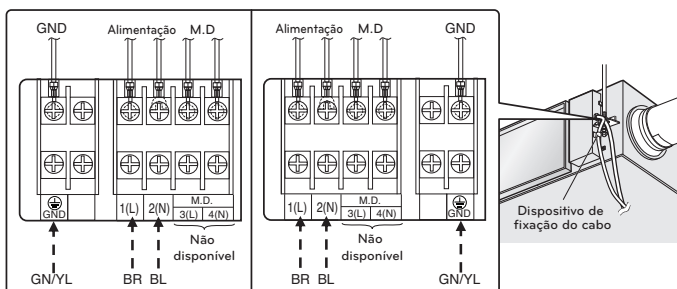 GND Alimentação M.D
M.D.
GND 1(L) 2(N) 3(L) 4(N)
Não
disponível
GN/YL BR BL
Alimentação M.D GND
M.D.
1(L) 2(N) 3(L) 4(N) GND
Não
disponível
BR BL GN/YL
Dispositivo de
fixação do cabo